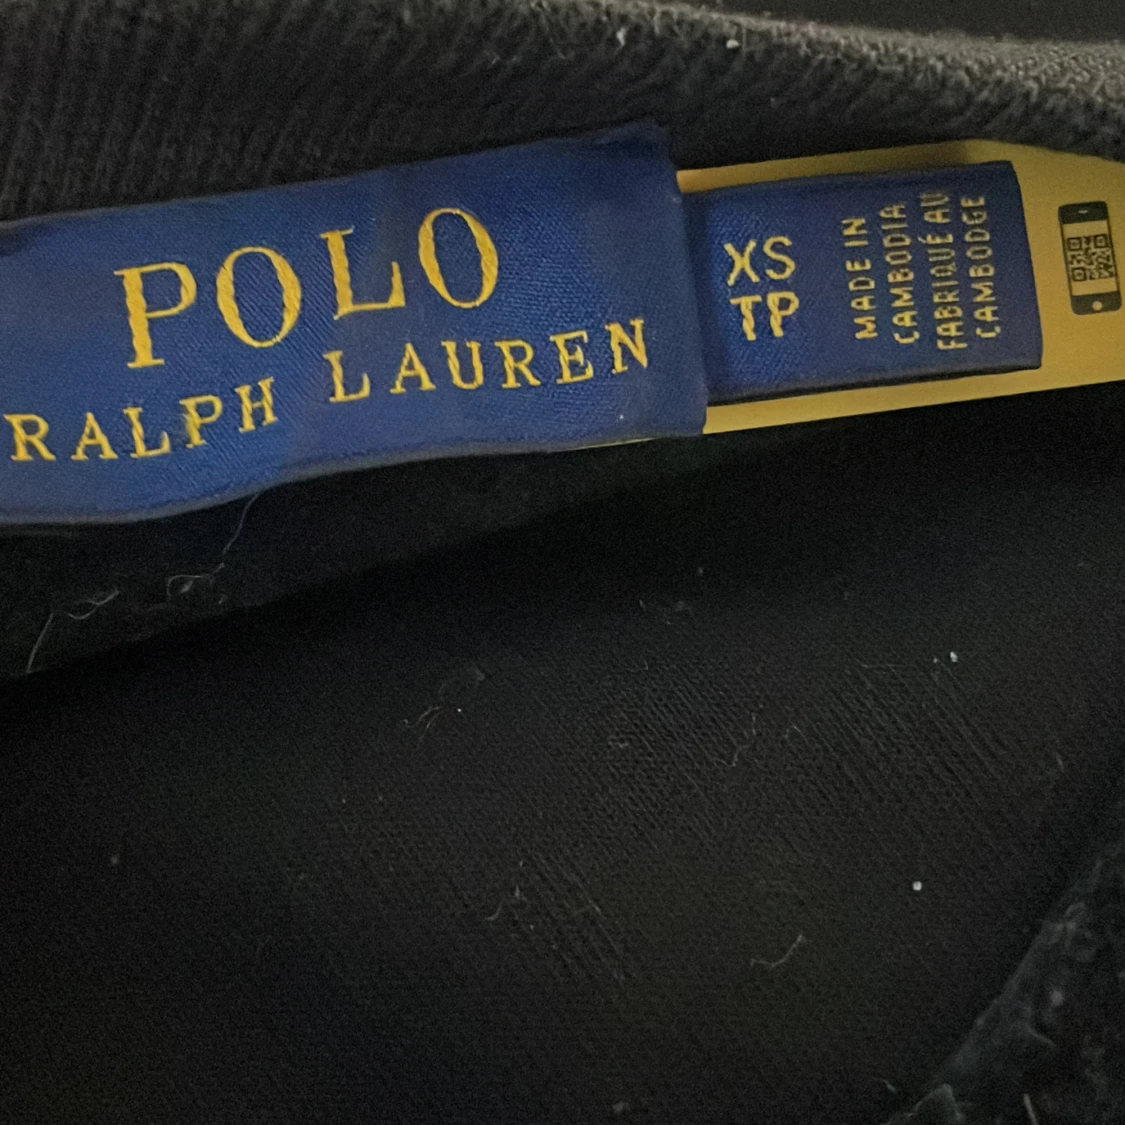 POLO
RALPH LAUREN
XS
TP
MADE IN
CAMBODIA
FABRIQUÉ AU
CAMBODGE